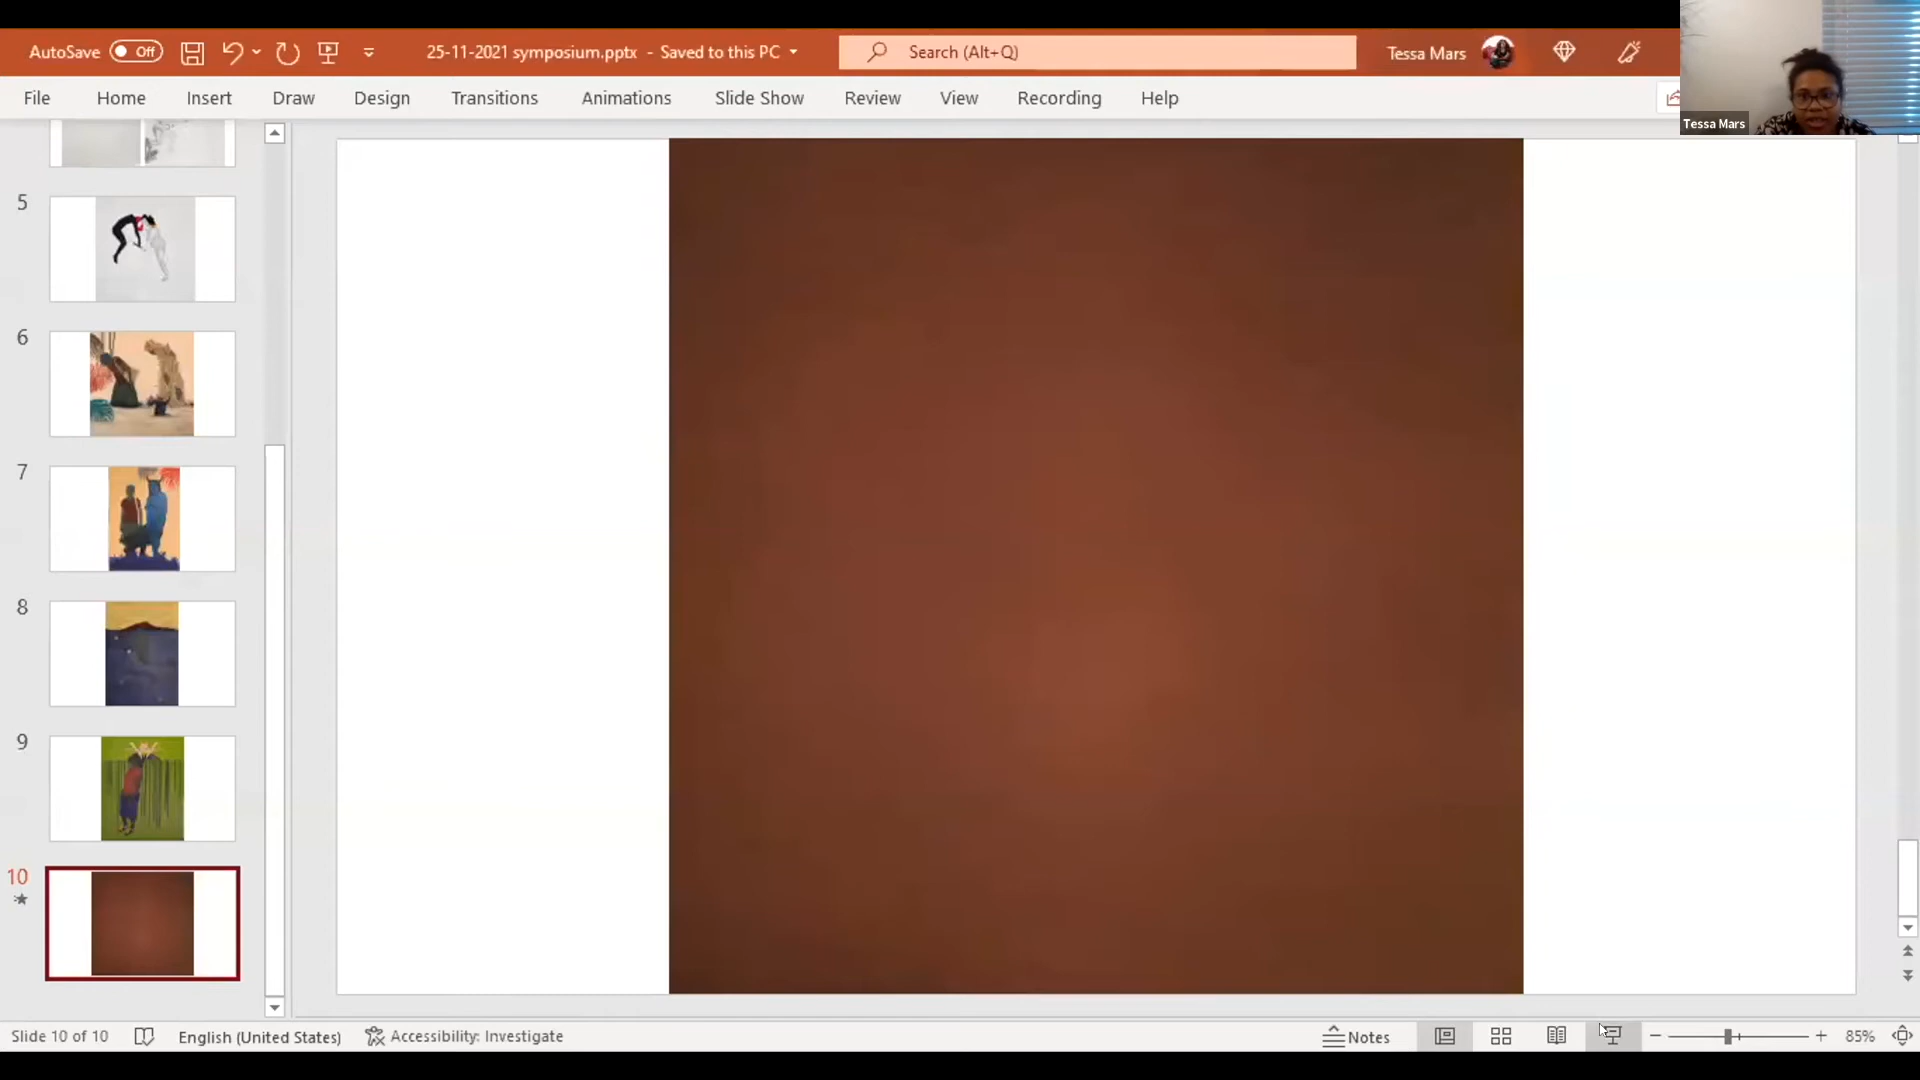 AutoSave Off 25-11-2021 symposium.pptx - Saved to this PC Search (Alt+Q) Tessa Mars
File Home Insert Draw Design Transitions Animations Slide Show Review View Recording Help
Tessa Mars
5
6
7
8
9
10
Slide 10 of 10 English (United States) Accessibility: Investigate Notes 85%